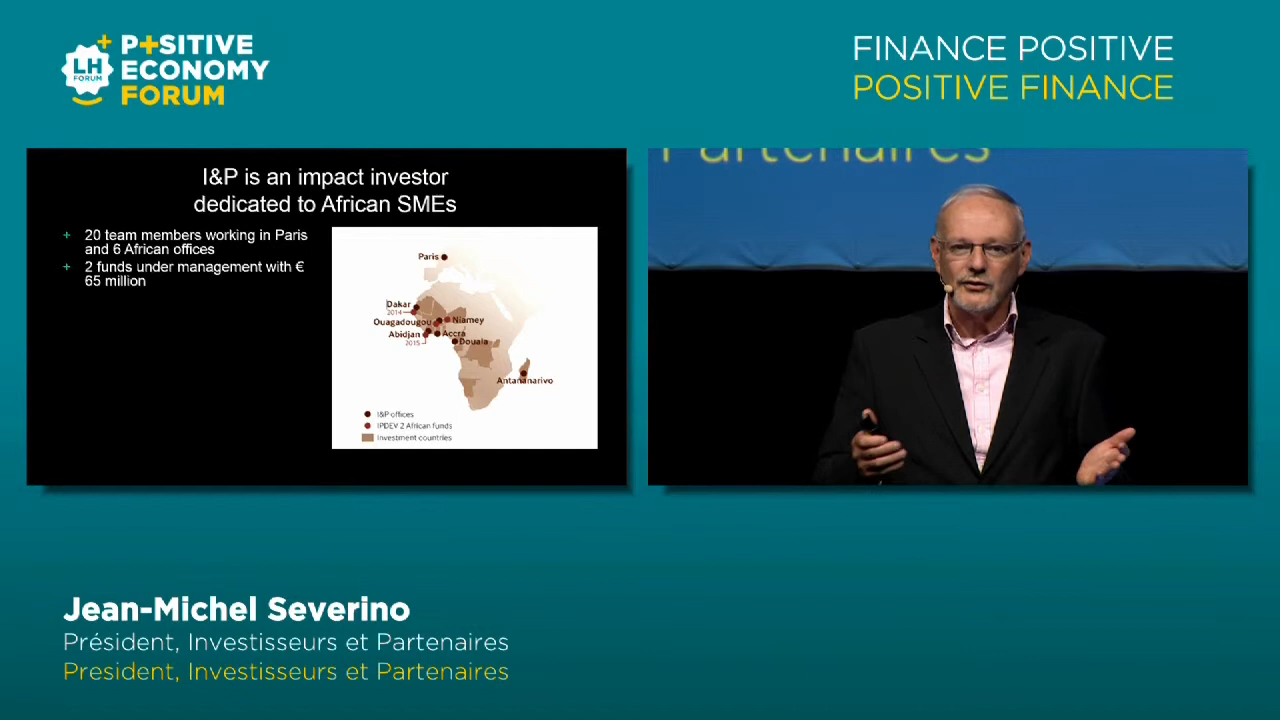 P+SITIVE
ECONOMY
FORUM
LH
FORUM
FINANCE POSITIVE
POSITIVE FINANCE
I&P is an impact investor
dedicated to African SMEs
+ 20 team members working in Paris
and 6 African offices
+ 2 funds under management with €
65 million
Paris
Dakar
2014
Ouagadougou
Niamey
Abidjan
2015
Accra
Douala
Antananarivo
I&P offices
IPDEV 2 African funds
Investment countries
Partenaires
Jean-Michel Severino
Président, Investisseurs et Partenaires
President, Investisseurs et Partenaires